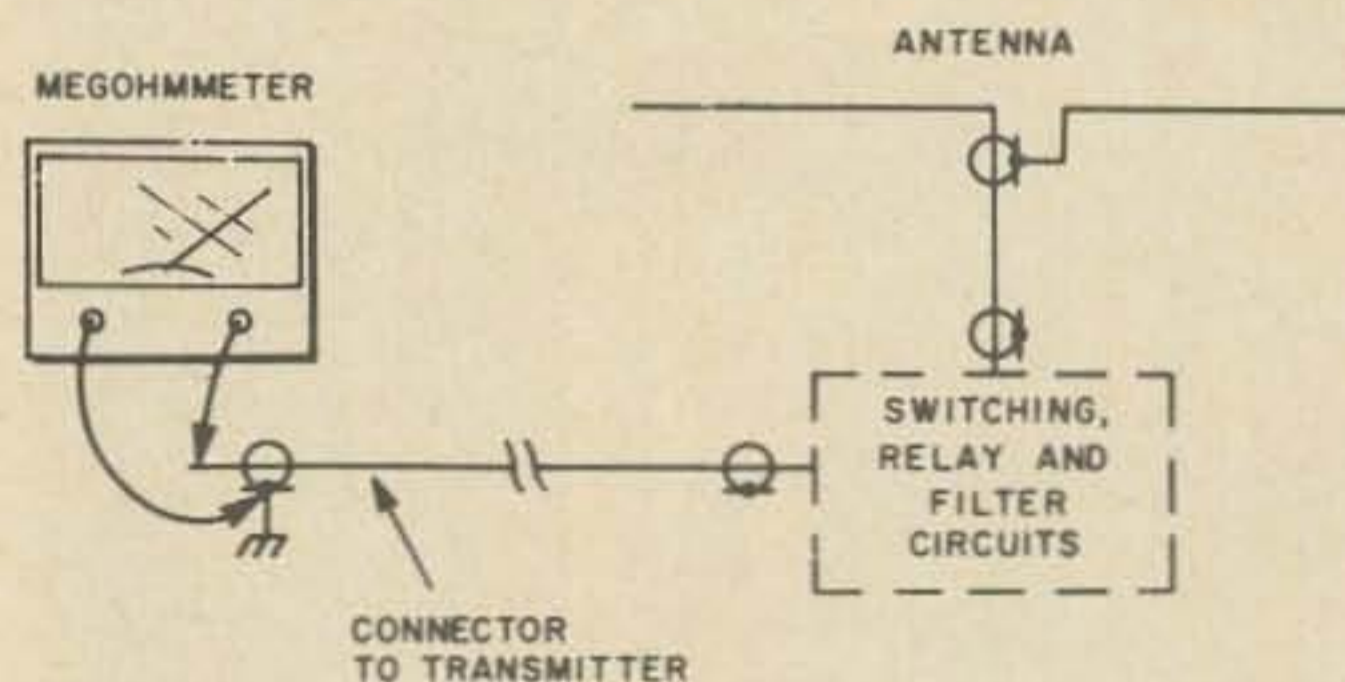 MEGOHMMETER
ANTENNA
SWITCHING,
RELAY AND
FILTER
CIRCUITS
CONNECTOR
TO TRANSMITTER